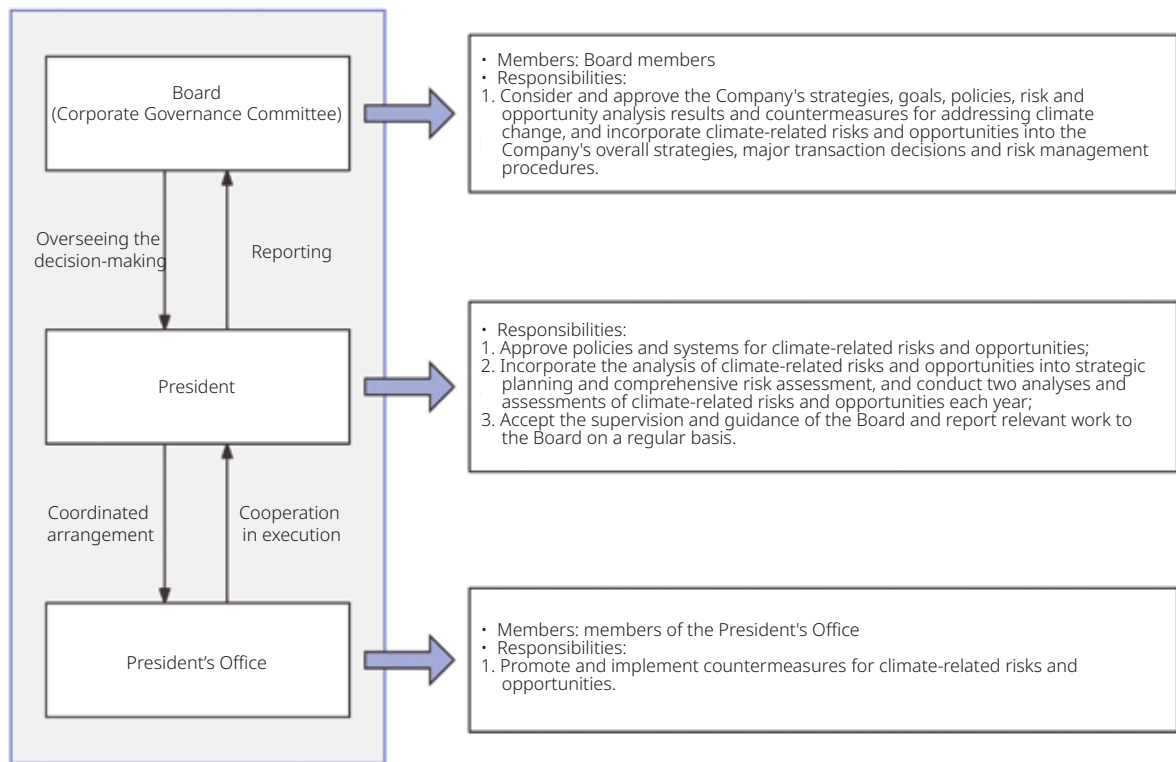 Board
(Corporate Governance Committee)
• Members: Board members
• Responsibilities:
1. Consider and approve the Company's strategies, goals, policies, risk and
opportunity analysis results and countermeasures for addressing climate
change, and incorporate climate-related risks and opportunities into the
Company's overall strategies, major transaction decisions and risk management
procedures.
Overseeing the
decision-making
Reporting
President
• Responsibilities:
1. Approve policies and systems for climate-related risks and opportunities;
2. Incorporate the analysis of climate-related risks and opportunities into strategic
planning and comprehensive risk assessment, and conduct two analyses and
assessments of climate-related risks and opportunities each year;
3. Accept the supervision and guidance of the Board and report relevant work to
the Board on a regular basis.
Coordinated
arrangement
Cooperation
in execution
President’s Office
• Members: members of the President's Office
• Responsibilities:
1. Promote and implement countermeasures for climate-related risks and
opportunities.